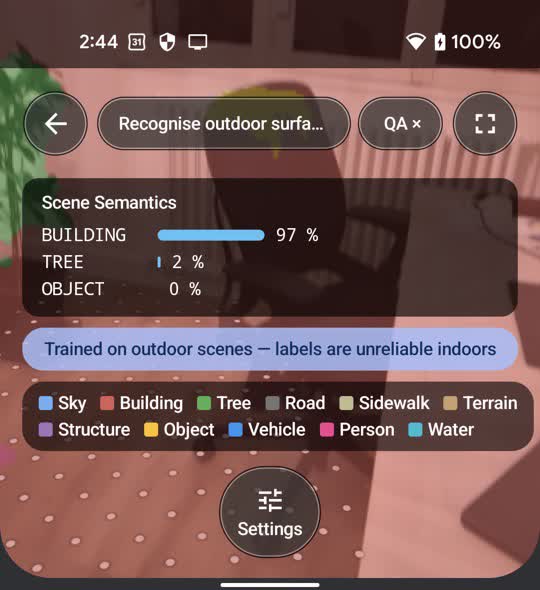 2:44 31 100%
Recognise outdoor surfa... QA ×
Scene Semantics
BUILDING 97 %
TREE 2 %
OBJECT 0 %
Trained on outdoor scenes — labels are unreliable indoors
Sky Building Tree Road Sidewalk Terrain
Structure Object Vehicle Person Water
Settings